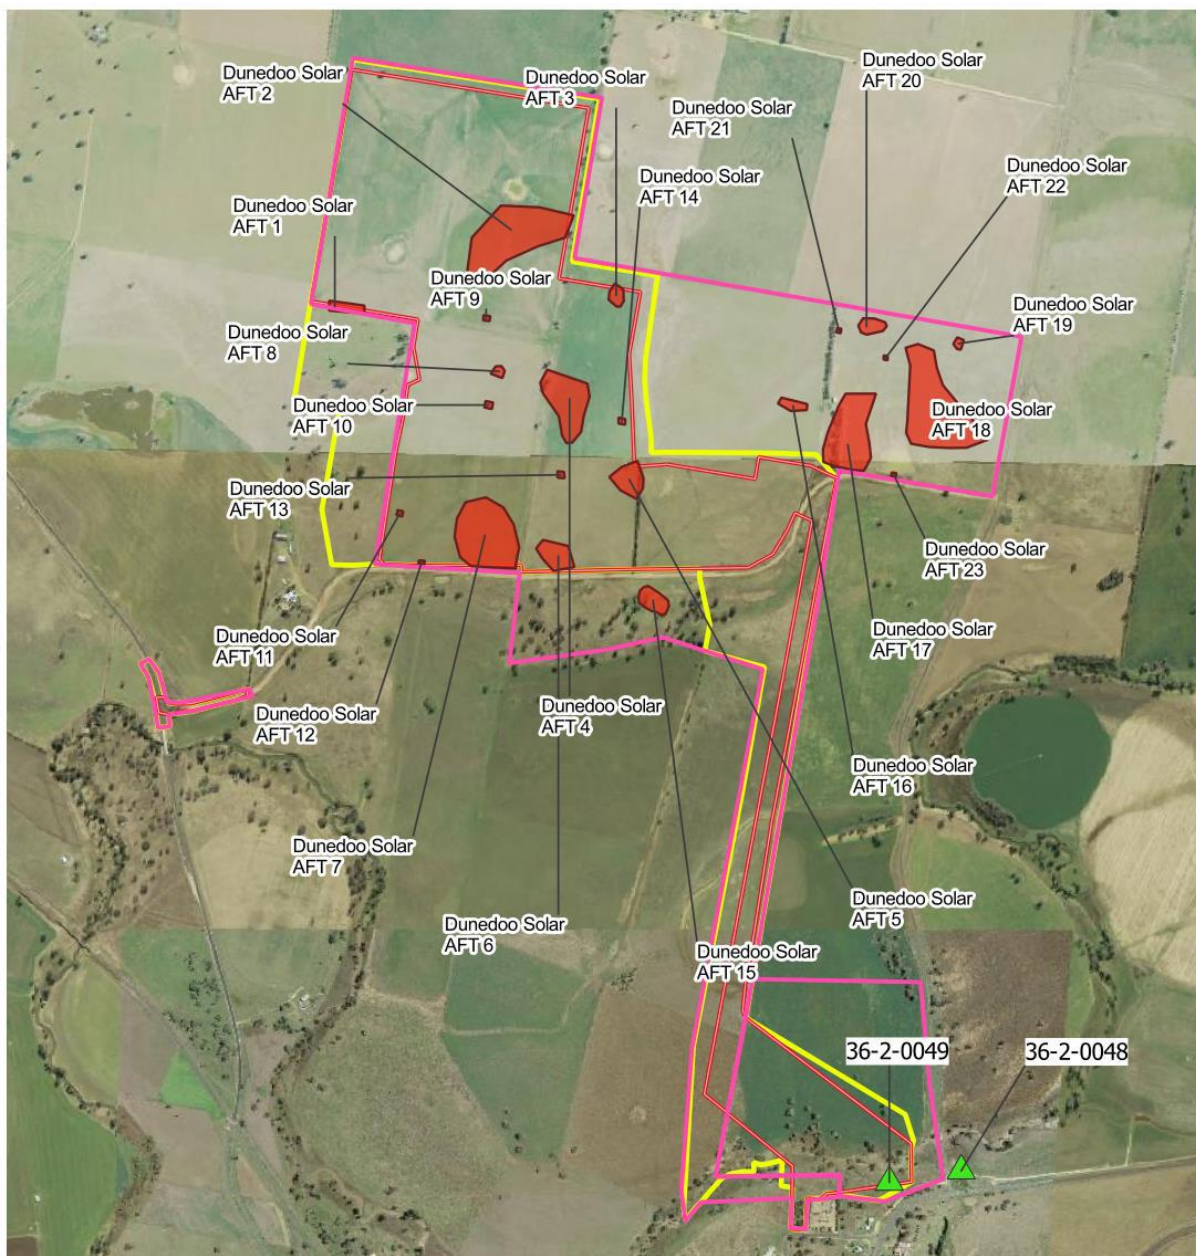 Dunedoo Solar
AFT 20
Dunedoo Solar
AFT 2
Dunedoo Solar
AFT 3
Dunedoo Solar
AFT 21
Dunedoo Solar
AFT 22
Dunedoo Solar
AFT 14
Dunedoo Solar
AFT 1
Dunedoo Solar
AFT 9
Dunedoo Solar
AFT 19
Dunedoo Solar
AFT 8
Dunedoo Solar
AFT 10
Dunedoo Solar
AFT 18
Dunedoo Solar
AFT 13
Dunedoo Solar
AFT 23
Dunedoo Solar
AFT 17
Dunedoo Solar
AFT 11
Dunedoo Solar
AFT 4
Dunedoo Solar
AFT 12
Dunedoo Solar
AFT 16
Dunedoo Solar
AFT 7
Dunedoo Solar
AFT 5
Dunedoo Solar
AFT 6
Dunedoo Solar
AFT 15
36-2-0049
36-2-0048